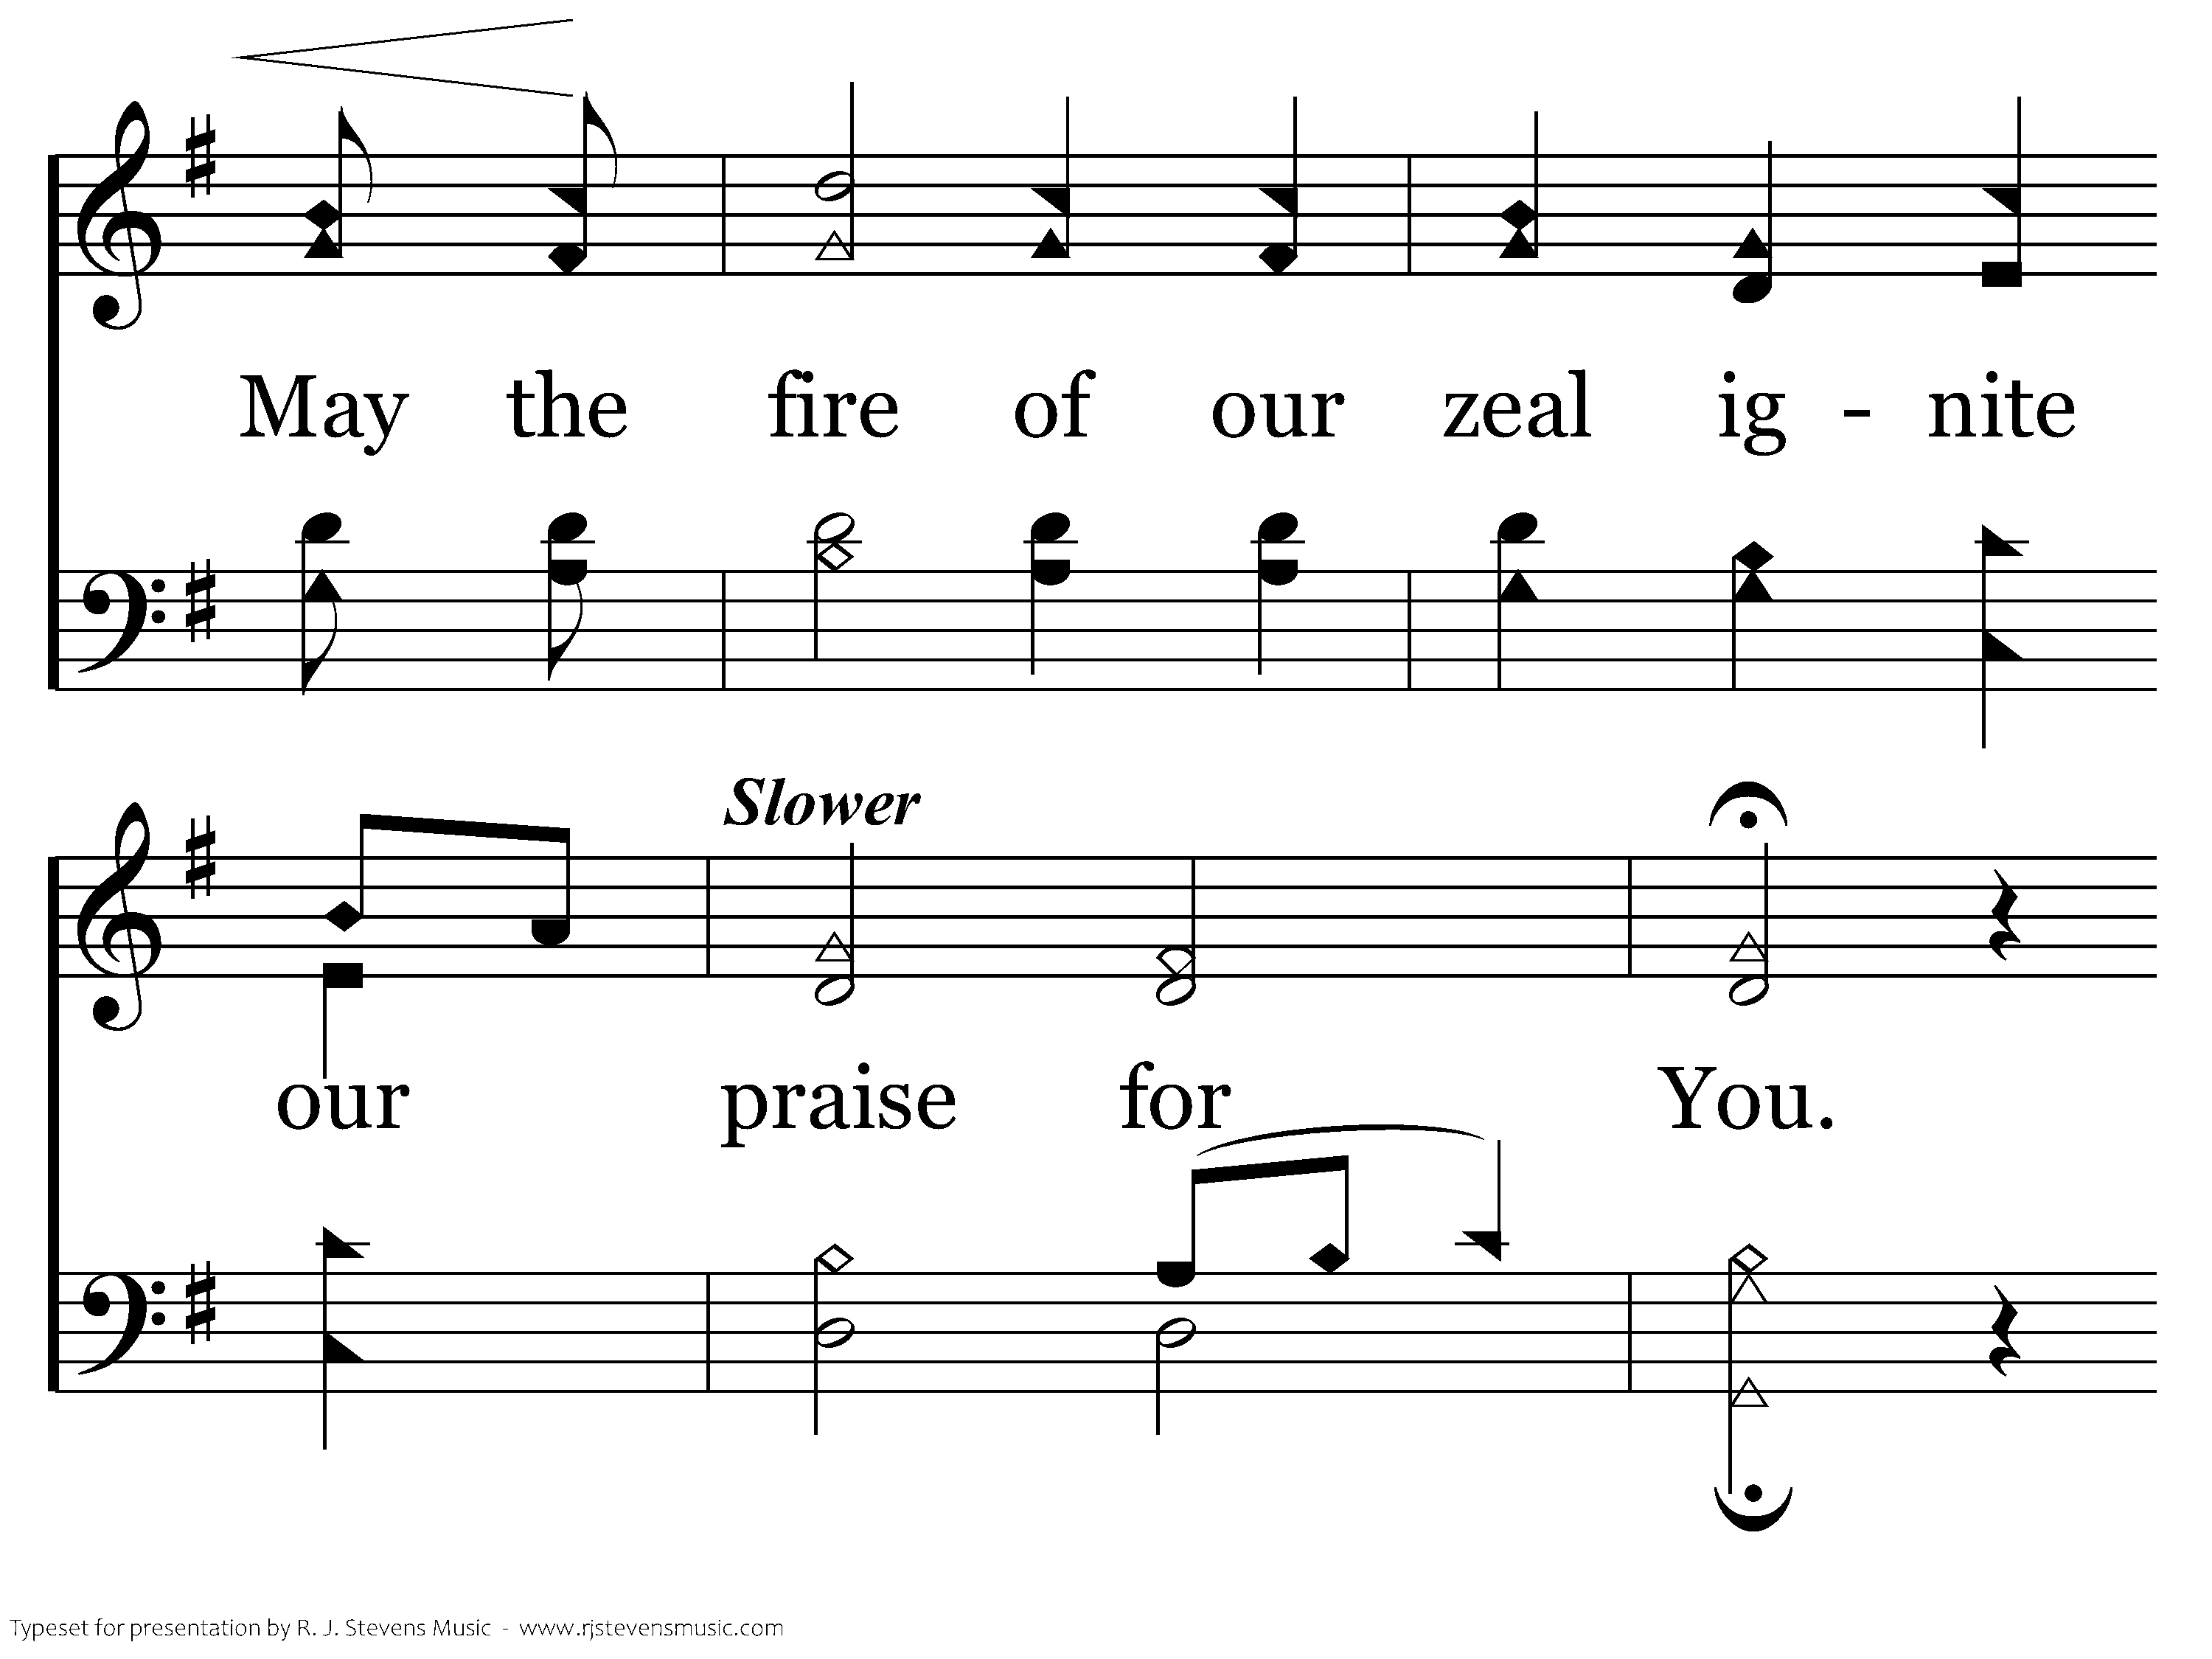 May the fire of our zeal ig - nite
Slower
our praise for You.
Typeset for presentation by R. J. Stevens Music - www.rjstevensmusic.com